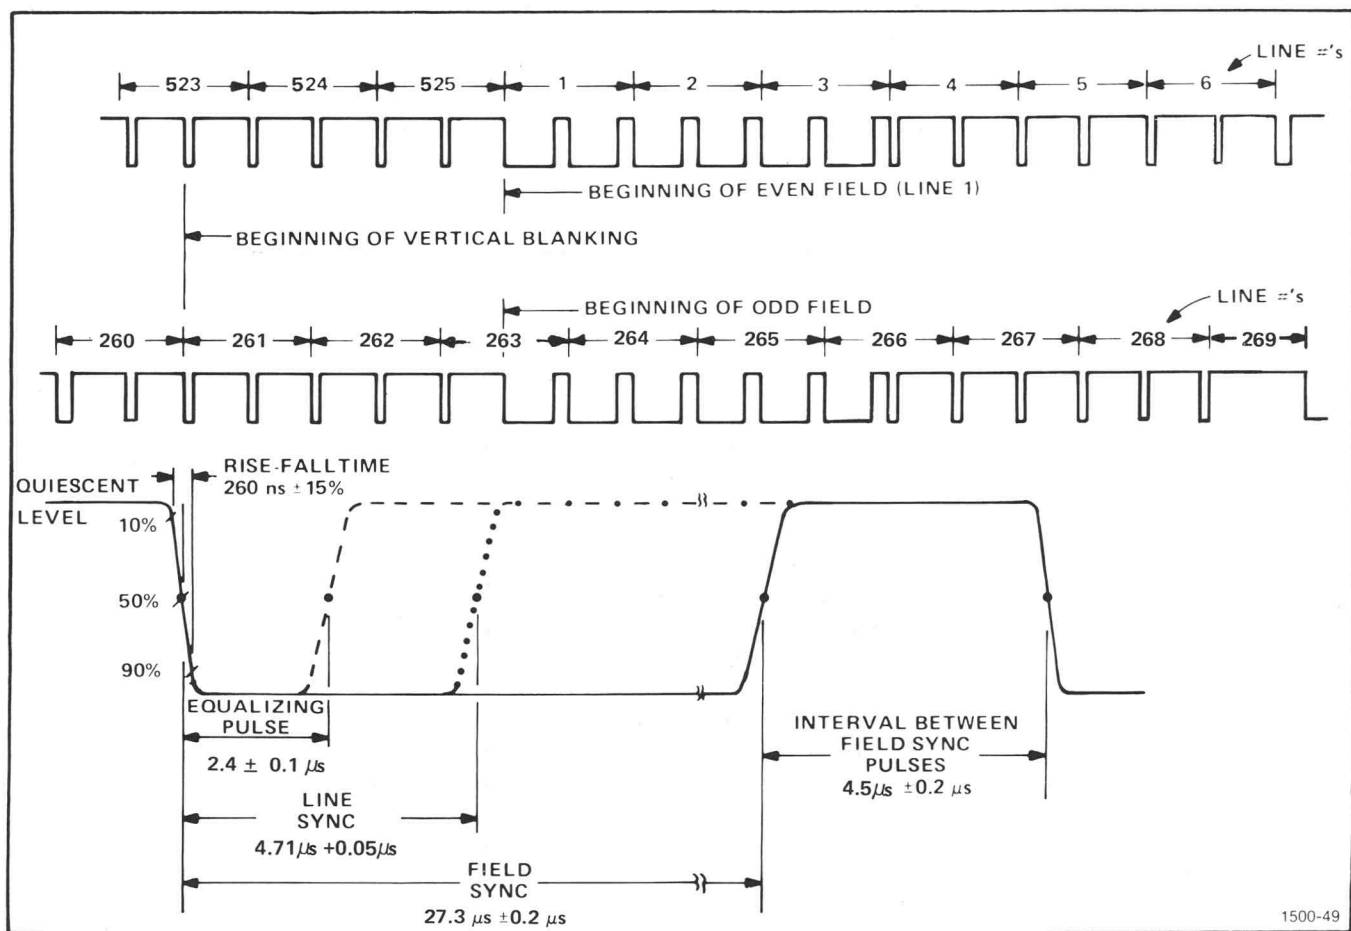 LINE #'s
523 524 525 1 2 3 4 5 6
BEGINNING OF EVEN FIELD (LINE 1)
BEGINNING OF VERTICAL BLANKING
BEGINNING OF ODD FIELD
LINE #'s
260 261 262 263 264 265 266 267 268 269
RISE-FALLTIME
260 ns ±15%
QUIESCENT
LEVEL
10%
50%
90%
EQUALIZING
PULSE
2.4 ± 0.1 µs
LINE
SYNC
4.71µs +0.05µs
FIELD
SYNC
27.3 µs ±0.2 µs
INTERVAL BETWEEN
FIELD SYNC
PULSES
4.5µs ±0.2 µs
1500-49